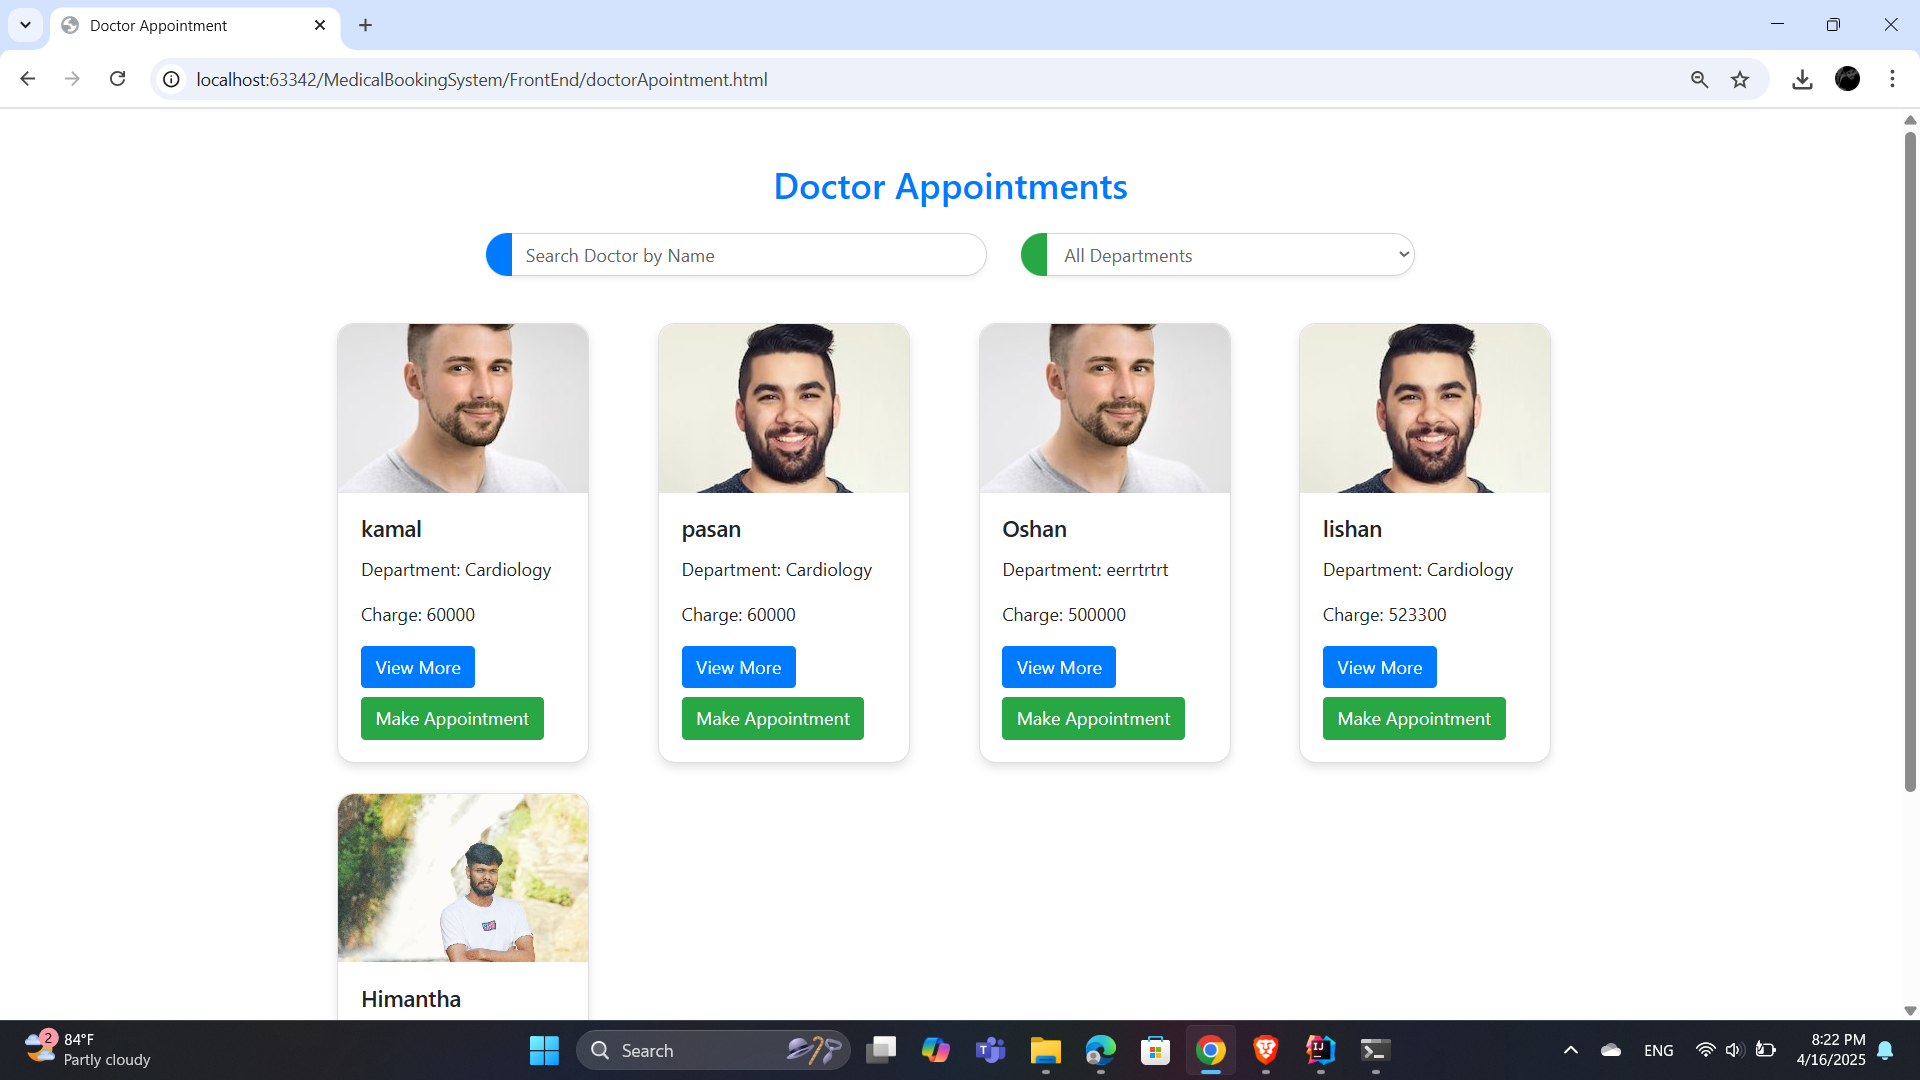 Doctor Appointment
localhost:63342/MedicalBookingSystem/FrontEnd/doctorApointment.html
Doctor Appointments
Search Doctor by Name
All Departments
kamal
Department: Cardiology
Charge: 60000
View More
Make Appointment
pasan
Department: Cardiology
Charge: 60000
View More
Make Appointment
Oshan
Department: eerrtrtrt
Charge: 500000
View More
Make Appointment
lishan
Department: Cardiology
Charge: 523300
View More
Make Appointment
Himantha
2
84°F
Partly cloudy
Search
ENG
8:22 PM
4/16/2025